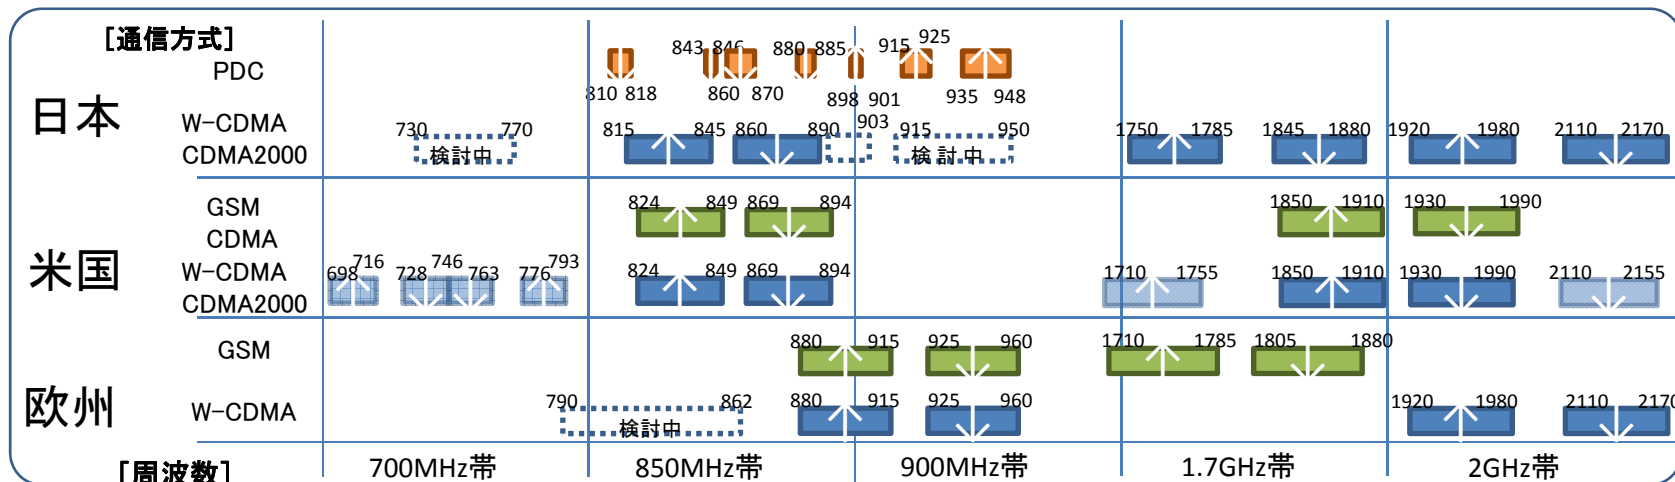 [通信方式]
843 846 880 885 915 925
PDC
810 818 860 870 898 901 935 948
日本
903
W-CDMA 730 770 815 845 860 890 915 950 1750 1785 1845 1880 1920 1980 2110 2170
CDMA2000 検討中 検討中
GSM 824 849 869 894 1850 1910 1930 1990
CDMA
米国
716 746 793
W-CDMA 698 728 763 776 824 849 869 894 1710 1755 1850 1910 1930 1990 2110 2155
CDMA2000
GSM 880 915 925 960 1710 1785 1805 1880
欧州
790 862 880 915 925 960 1920 1980 2110 2170
W-CDMA 検討中
[周波数] 700MHz帯 850MHz帯 900MHz帯 1.7GHz帯 2GHz帯